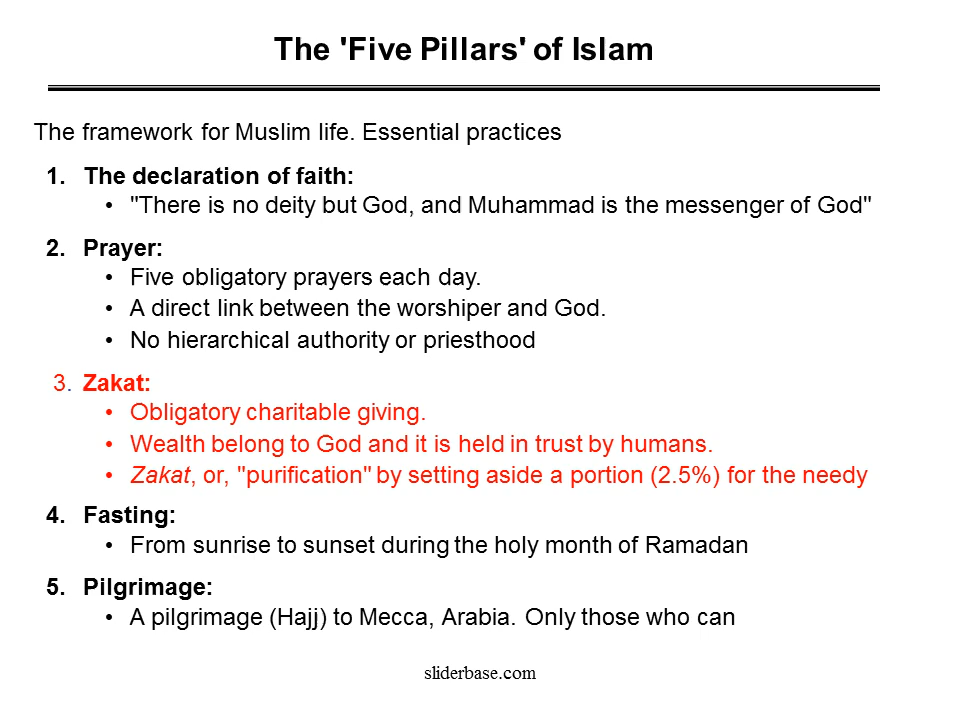 The 'Five Pillars' of Islam
The framework for Muslim life. Essential practices
1. The declaration of faith:
• "There is no deity but God, and Muhammad is the messenger of God"
2. Prayer:
• Five obligatory prayers each day.
• A direct link between the worshiper and God.
• No hierarchical authority or priesthood
3. Zakat:
• Obligatory charitable giving.
• Wealth belong to God and it is held in trust by humans.
• Zakat, or, "purification" by setting aside a portion (2.5%) for the needy
4. Fasting:
• From sunrise to sunset during the holy month of Ramadan
5. Pilgrimage:
• A pilgrimage (Hajj) to Mecca, Arabia. Only those who can
sliderbase.com